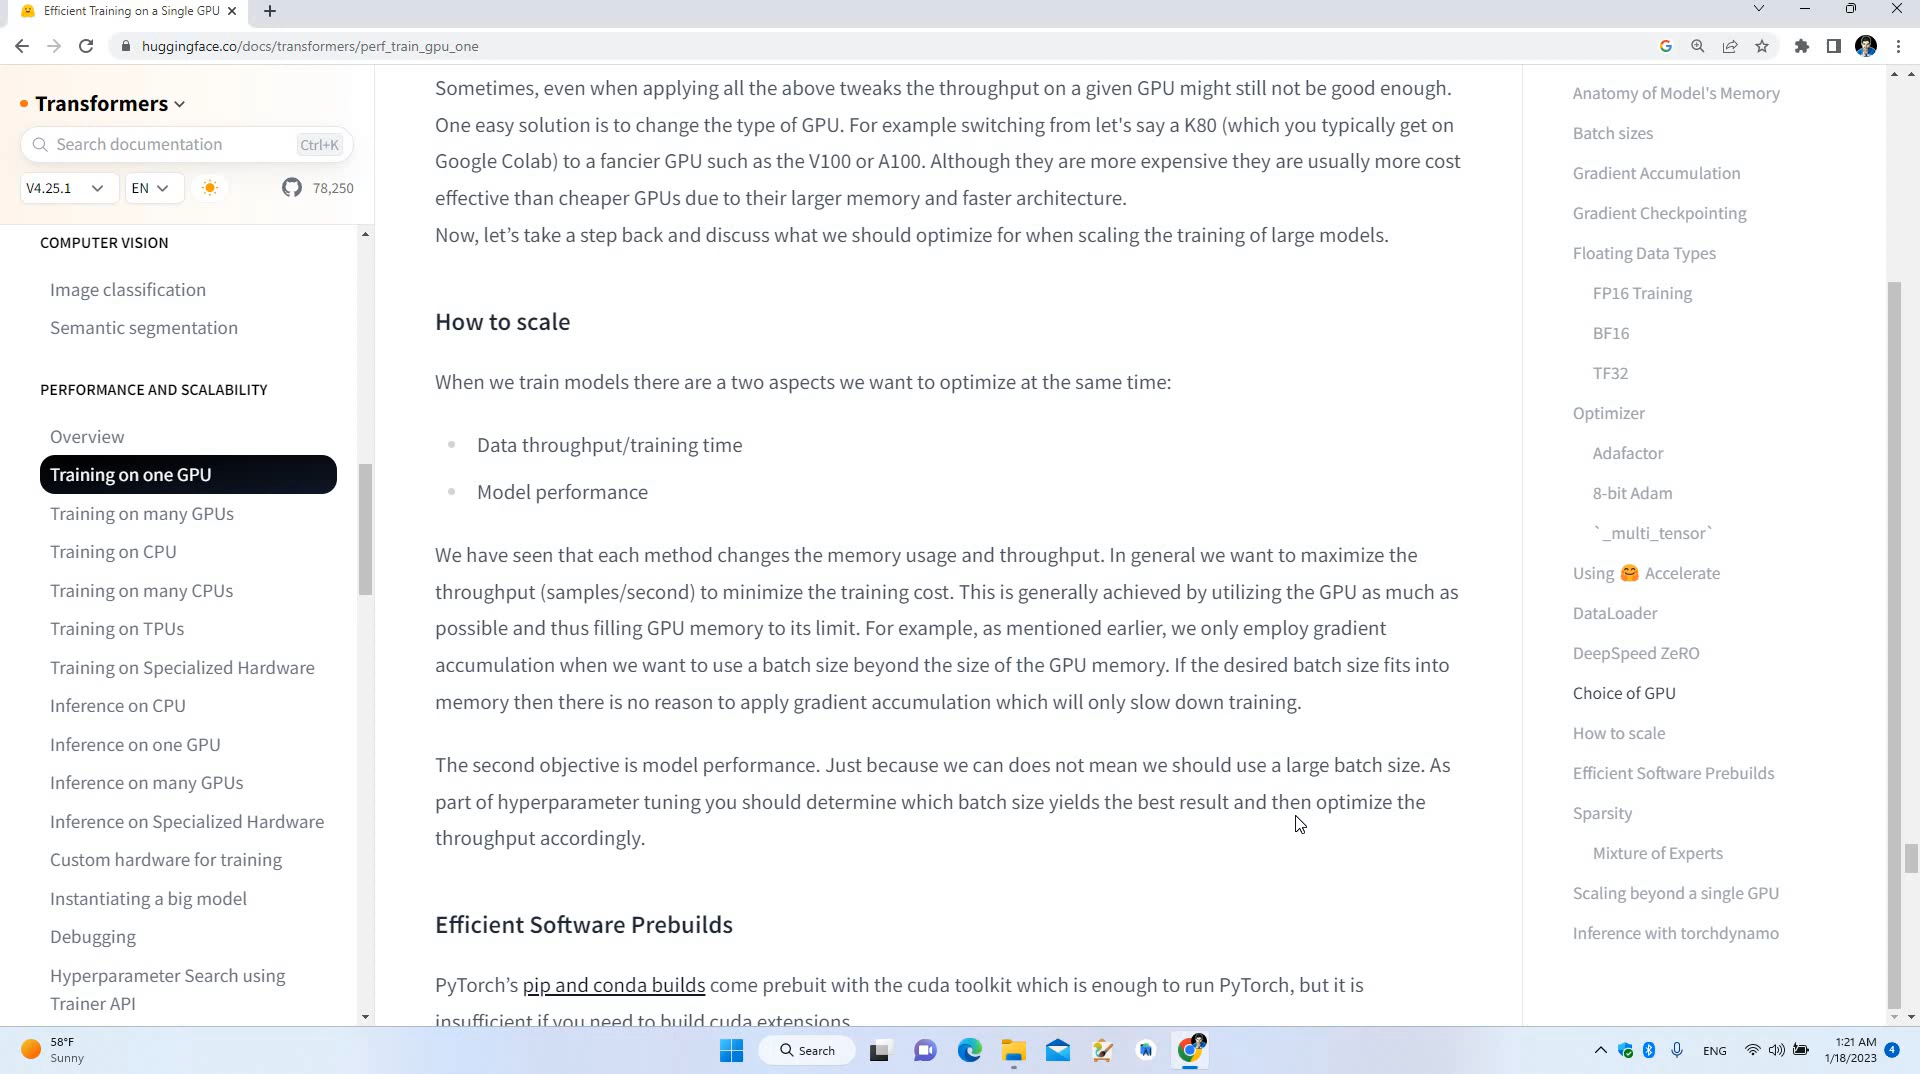 Efficient Training on a Single GPU
huggingface.co/docs/transformers/perf_train_gpu_one
Transformers
Search documentation Ctrl+K
V4.25.1 EN 78,250
COMPUTER VISION
Image classification
Semantic segmentation
PERFORMANCE AND SCALABILITY
Overview
Training on one GPU
Training on many GPUs
Training on CPU
Training on many CPUs
Training on TPUs
Training on Specialized Hardware
Inference on CPU
Inference on one GPU
Inference on many GPUs
Inference on Specialized Hardware
Custom hardware for training
Instantiating a big model
Debugging
Hyperparameter Search using
Trainer API
Sometimes, even when applying all the above tweaks the throughput on a given GPU might still not be good enough.
One easy solution is to change the type of GPU. For example switching from let's say a K80 (which you typically get on
Google Colab) to a fancier GPU such as the V100 or A100. Although they are more expensive they are usually more cost
effective than cheaper GPUs due to their larger memory and faster architecture.
Now, let's take a step back and discuss what we should optimize for when scaling the training of large models.
How to scale
When we train models there are a two aspects we want to optimize at the same time:
• Data throughput/training time
• Model performance
We have seen that each method changes the memory usage and throughput. In general we want to maximize the
throughput (samples/second) to minimize the training cost. This is generally achieved by utilizing the GPU as much as
possible and thus filling GPU memory to its limit. For example, as mentioned earlier, we only employ gradient
accumulation when we want to use a batch size beyond the size of the GPU memory. If the desired batch size fits into
memory then there is no reason to apply gradient accumulation which will only slow down training.
The second objective is model performance. Just because we can does not mean we should use a large batch size. As
part of hyperparameter tuning you should determine which batch size yields the best result and then optimize the
throughput accordingly.
Efficient Software Prebuilds
PyTorch's pip and conda builds come prebuit with the cuda toolkit which is enough to run PyTorch, but it is
insufficient if you need to build cuda extensions.
Anatomy of Model's Memory
Batch sizes
Gradient Accumulation
Gradient Checkpointing
Floating Data Types
FP16 Training
BF16
TF32
Optimizer
Adafactor
8-bit Adam
`_multi_tensor`
Using 🤗 Accelerate
DataLoader
DeepSpeed ZeRO
Choice of GPU
How to scale
Efficient Software Prebuilds
Sparsity
Mixture of Experts
Scaling beyond a single GPU
Inference with torchdynamo
58°F
Sunny
Search
ENG
1:21 AM
1/18/2023
4